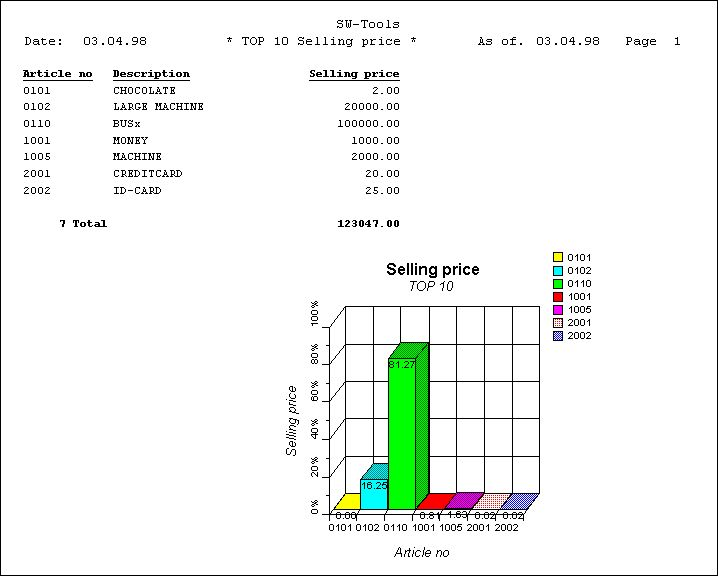 SW-Tools
Date: 03.04.98 * TOP 10 Selling price * As of. 03.04.98 Page 1
Article no Description Selling price
0101 CHOCOLATE 2.00
0102 LARGE MACHINE 20000.00
0110 BUSx 100000.00
1001 MONEY 1000.00
1005 MACHINE 2000.00
2001 CREDITCARD 20.00
2002 ID-CARD 25.00
7 Total 123047.00
Selling price
TOP 10
0101
0102
0110
1001
1005
2001
2002
100%
80%
60%
40%
20%
0%
Selling price
81.27
16.25
0.00 0.81 1.63 0.02 0.02
0101 0102 0110 1001 1005 2001 2002
Article no